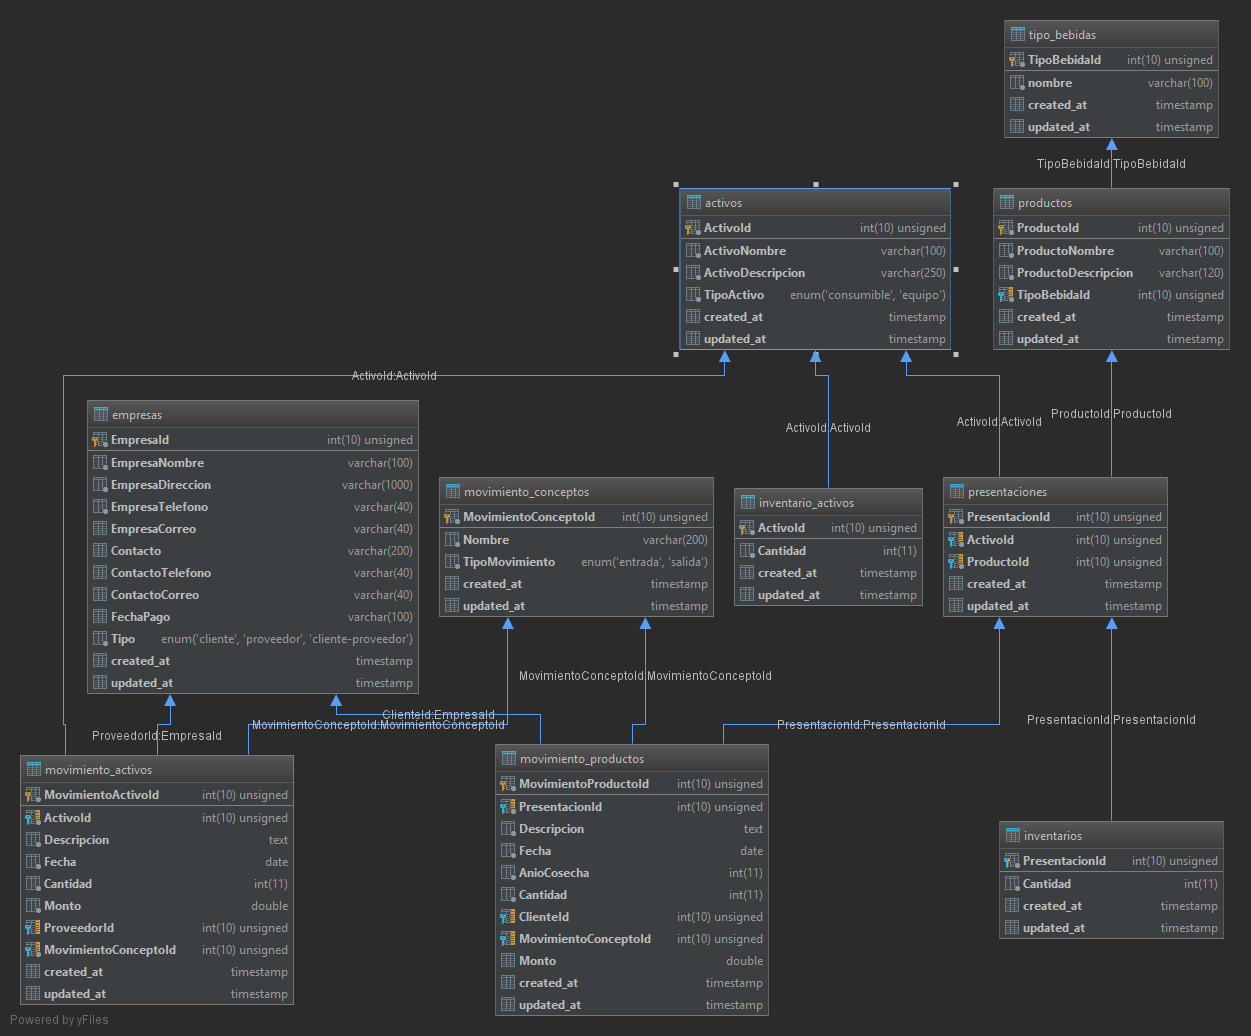 tipo_bebidas
TipoBebidaId int(10) unsigned
nombre varchar(100)
created_at timestamp
updated_at timestamp
TipoBebidaId:TipoBebidaId
activos
ActivoId int(10) unsigned
ActivoNombre varchar(100)
ActivoDescripcion varchar(250)
TipoActivo enum('consumible', 'equipo')
created_at timestamp
updated_at timestamp
productos
ProductoId int(10) unsigned
ProductoNombre varchar(100)
ProductoDescripcion varchar(120)
TipoBebidaId int(10) unsigned
created_at timestamp
updated_at timestamp
ActivoId:ActivoId
ActivoId:ActivoId
ActivoId:ActivoId
ProductoId:ProductoId
empresas
EmpresaId int(10) unsigned
EmpresaNombre varchar(100)
EmpresaDireccion varchar(1000)
EmpresaTelefono varchar(40)
EmpresaCorreo varchar(40)
Contacto varchar(200)
ContactoTelefono varchar(40)
ContactoCorreo varchar(40)
FechaPago varchar(100)
Tipo enum('cliente', 'proveedor', 'cliente-proveedor')
created_at timestamp
updated_at timestamp
movimiento_conceptos
MovimientoConceptoId int(10) unsigned
Nombre varchar(200)
TipoMovimiento enum('entrada', 'salida')
created_at timestamp
updated_at timestamp
inventario_activos
ActivoId int(10) unsigned
Cantidad int(11)
created_at timestamp
updated_at timestamp
presentaciones
PresentacionId int(10) unsigned
ActivoId int(10) unsigned
ProductoId int(10) unsigned
created_at timestamp
updated_at timestamp
MovimientoConceptoId:MovimientoConceptoId
ClienteId:EmpresaId
MovimientoConceptoId:MovimientoConceptoId
ProveedorId:EmpresaId
PresentacionId:PresentacionId
PresentacionId:PresentacionId
movimiento_activos
MovimientoActivoId int(10) unsigned
ActivoId int(10) unsigned
Descripcion text
Fecha date
Cantidad int(11)
Monto double
ProveedorId int(10) unsigned
MovimientoConceptoId int(10) unsigned
created_at timestamp
updated_at timestamp
movimiento_productos
MovimientoProductoId int(10) unsigned
PresentacionId int(10) unsigned
Descripcion text
Fecha date
AnioCosecha int(11)
Cantidad int(11)
ClienteId int(10) unsigned
MovimientoConceptoId int(10) unsigned
Monto double
created_at timestamp
updated_at timestamp
inventarios
PresentacionId int(10) unsigned
Cantidad int(11)
created_at timestamp
updated_at timestamp
Powered by yFiles